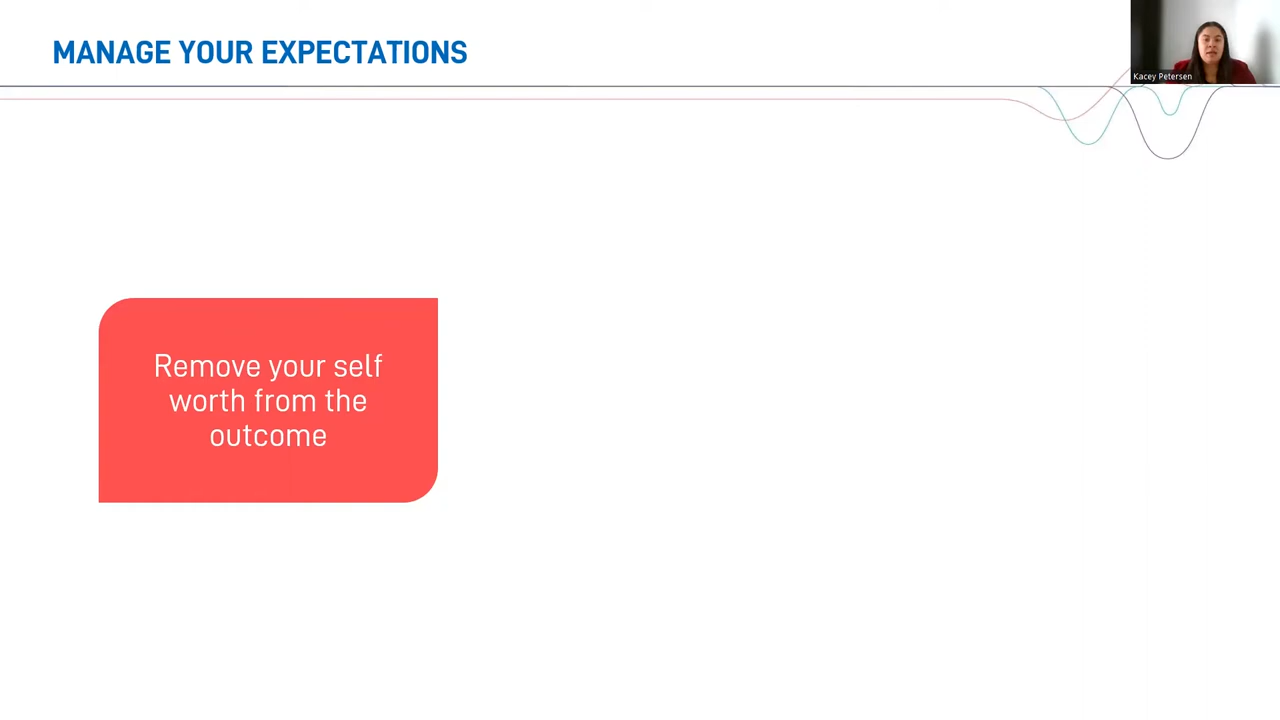 MANAGE YOUR EXPECTATIONS
Kacey Petersen
Remove your self
worth from the
outcome